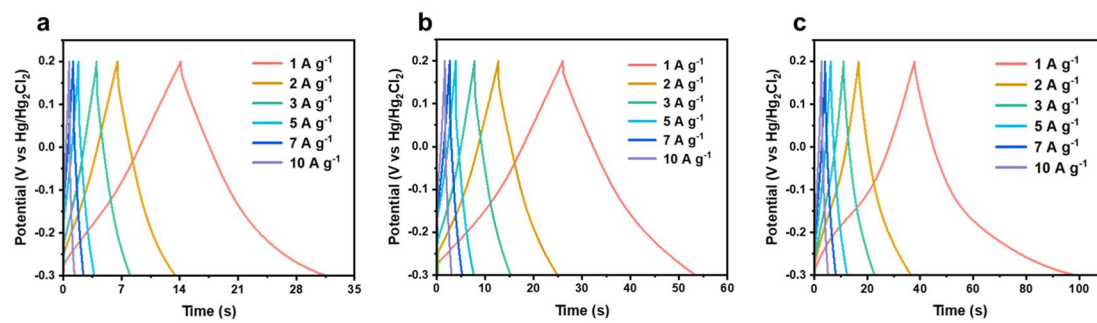 a
Potential (V vs Hg/Hg₂Cl₂)
0.2
0.1
0.0
-0.1
-0.2
-0.3
1 A g⁻¹
2 A g⁻¹
3 A g⁻¹
5 A g⁻¹
7 A g⁻¹
10 A g⁻¹
0 7 14 21 28 35
Time (s)
b
Potential (V vs Hg/Hg₂Cl₂)
0.2
0.1
0.0
-0.1
-0.2
-0.3
1 A g⁻¹
2 A g⁻¹
3 A g⁻¹
5 A g⁻¹
7 A g⁻¹
10 A g⁻¹
0 10 20 30 40 50 60
Time (s)
c
Potential (V vs Hg/Hg₂Cl₂)
0.2
0.1
0.0
-0.1
-0.2
-0.3
1 A g⁻¹
2 A g⁻¹
3 A g⁻¹
5 A g⁻¹
7 A g⁻¹
10 A g⁻¹
0 20 40 60 80 100
Time (s)